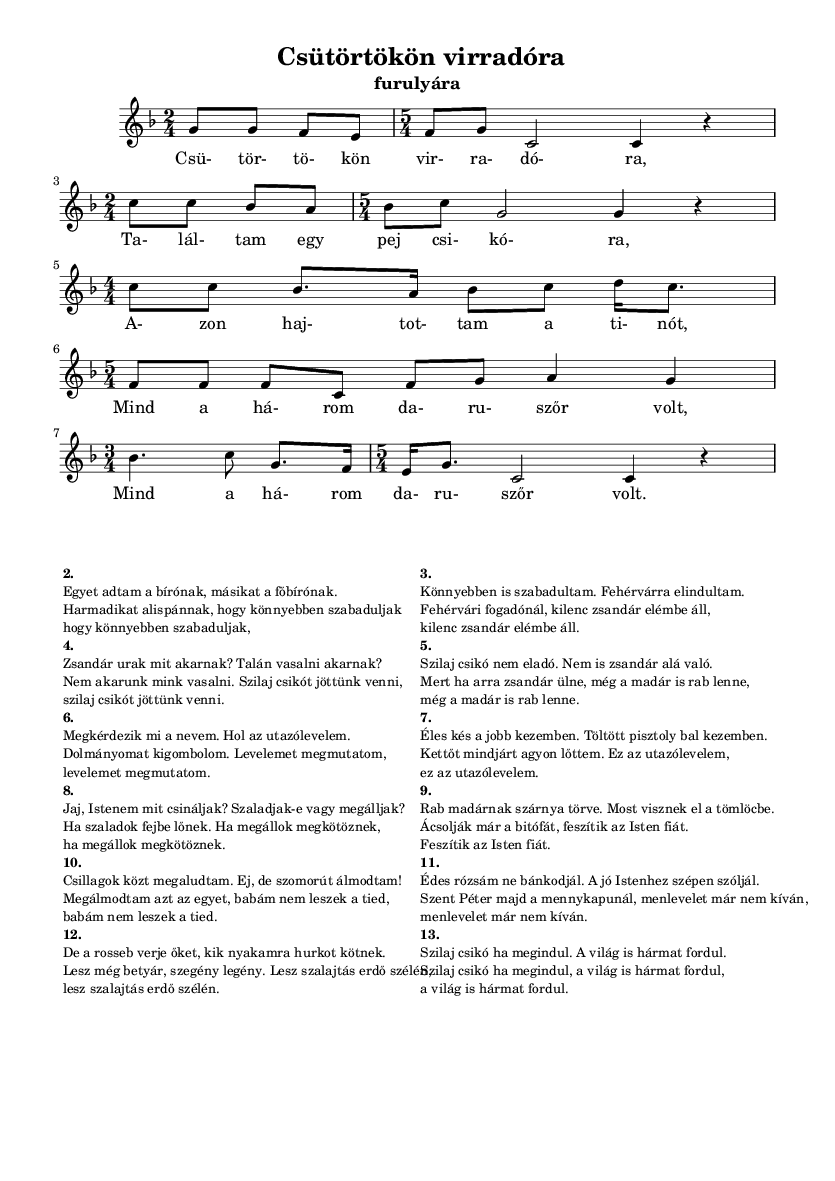 Csütörtökön virradóra
furulyára
2 4 5 4
Csü- tör- tö- kön vir- ra- dó- ra,
3
2 4 5 4
Ta- lál- tam egy pej csi- kó- ra,
5
4 4
A- zon haj- tot- tam a ti- nót,
6
5 4
Mind a há- rom da- ru- szőr volt,
7
3 4 5 4
Mind a há- rom da- ru- szőr volt.
2.
Egyet adtam a bírónak, másikat a főbírónak.
Harmadikat alispánnak, hogy könnyebben szabaduljak
hogy könnyebben szabaduljak,
3.
Könnyebben is szabadultam. Fehérvárra elindultam.
Fehérvári fogadónál, kilenc zsandár elémbe áll,
kilenc zsandár elémbe áll.
4.
Zsandár urak mit akarnak? Talán vasalni akarnak?
Nem akarunk mink vasalni. Szilaj csikót jöttünk venni,
szilaj csikót jöttünk venni.
5.
Szilaj csikó nem eladó. Nem is zsandár alá való.
Mert ha arra zsandár ülne, még a madár is rab lenne,
még a madár is rab lenne.
6.
Megkérdezik mi a nevem. Hol az utazólevelem.
Dolmányomat kigombolom. Levelemet megmutatom,
levelemet megmutatom.
7.
Éles kés a jobb kezemben. Töltött pisztoly bal kezemben.
Kettőt mindjárt agyon lőttem. Ez az utazólevelem,
ez az utazólevelem.
8.
Jaj, Istenem mit csináljak? Szaladjak-e vagy megálljak?
Ha szaladok fejbe lőnek. Ha megállok megkötöznek,
ha megállok megkötöznek.
9.
Rab madárnak szárnya törve. Most visznek el a tömlöcbe.
Ácsolják már a bitófát, feszítik az Isten fiát.
Feszítik az Isten fiát.
10.
Csillagok közt megaludtam. Ej, de szomorút álmodtam!
Megálmodtam azt az egyet, babám nem leszek a tied,
babám nem leszek a tied.
11.
Édes rózsám ne bánkodjál. A jó Istenhez szépen szóljál.
Szent Péter majd a mennykapunál, menlevelet már nem kíván,
menlevelet már nem kíván.
12.
De a rosseb verje őket, kik nyakamra hurkot kötnek.
Lesz még betyár, szegény legény. Lesz szalajtás erdő szélén,
lesz szalajtás erdő szélén.
13.
Szilaj csikó ha megindul. A világ is hármat fordul.
Szilaj csikó ha megindul, a világ is hármat fordul,
a világ is hármat fordul.